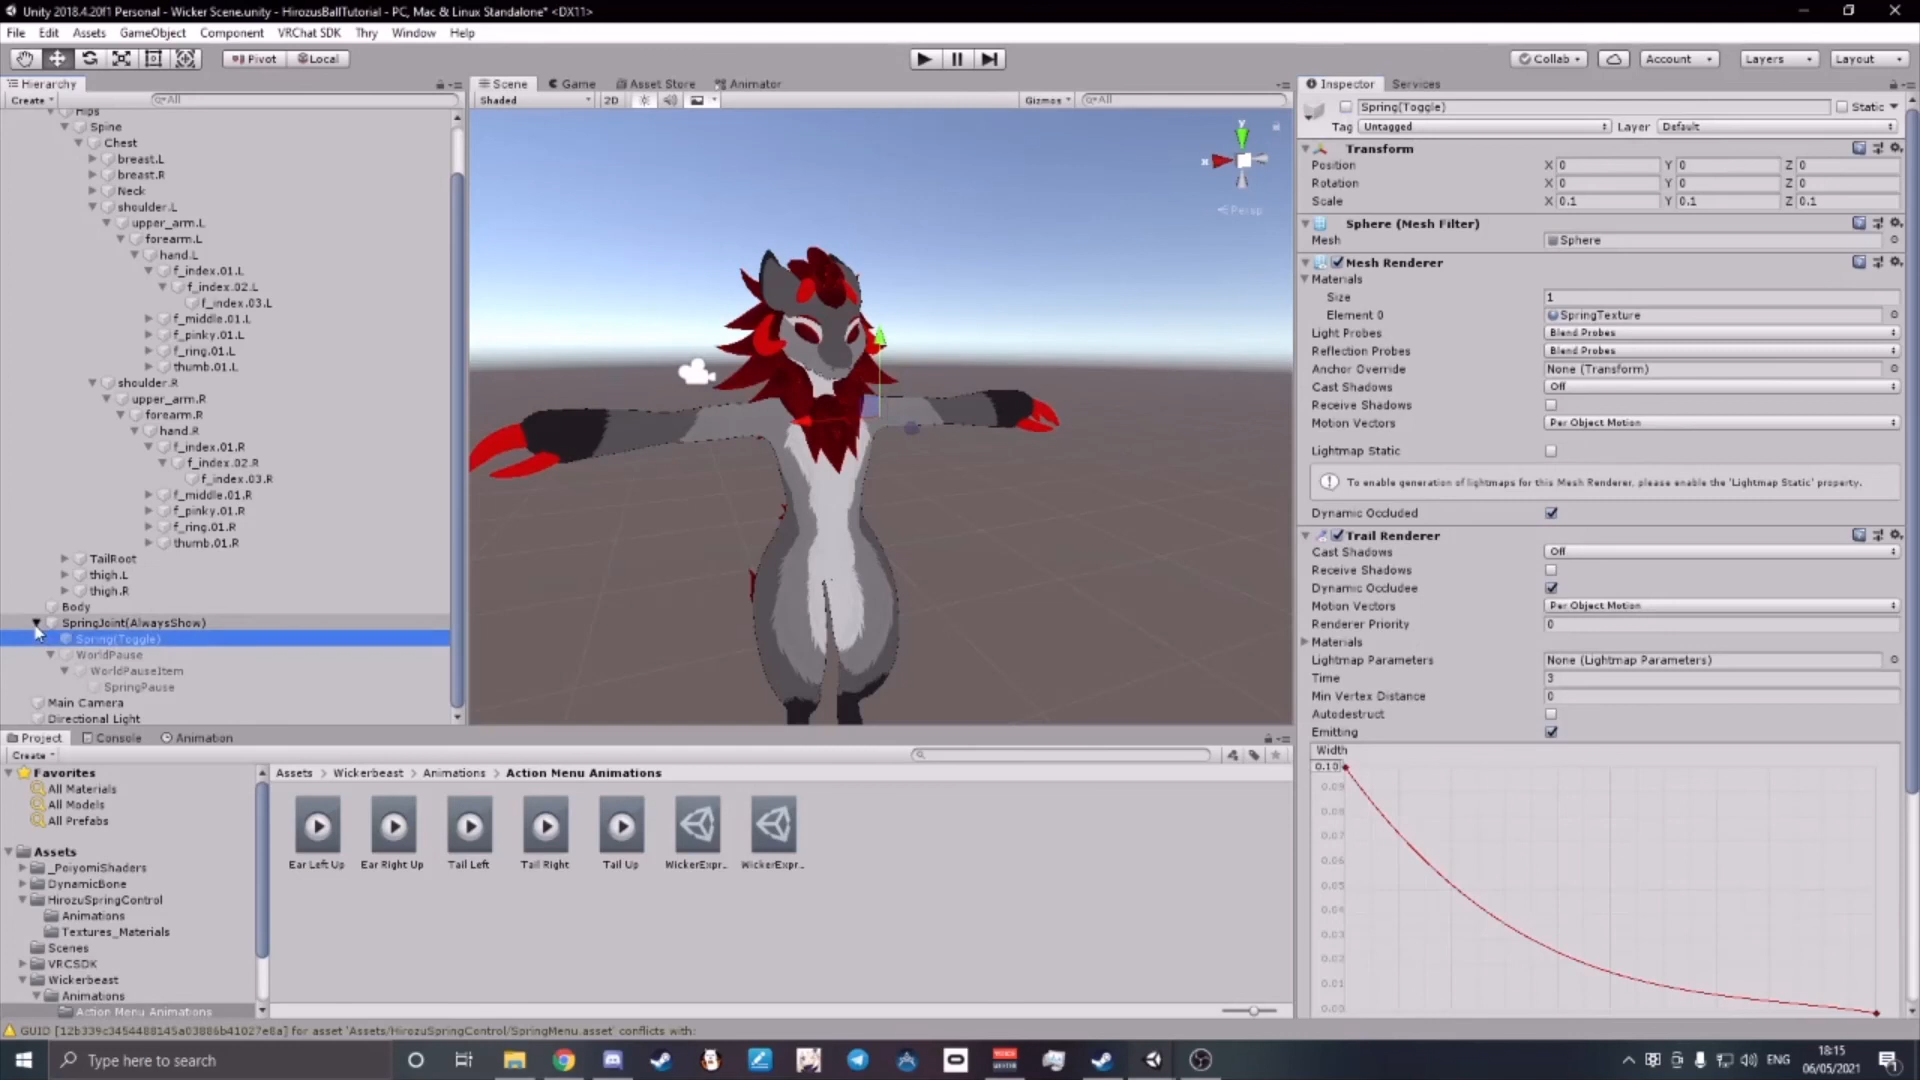 Unity 2018.4.20f1 Personal - Wicker Scene.unity - HirozusBallTutorial - PC, Mac & Linux Standalone* <DX11>
File Edit Assets GameObject Component VRChat SDK Thry Window Help
Pivot Local Collab Account Layers Layout
Hierarchy
Create All
Hips
Spine
Chest
breast.L
breast.R
Neck
shoulder.L
upper_arm.L
forearm.L
hand.L
f_index.01.L
f_index.02.L
f_index.03.L
f_middle.01.L
f_pinky.01.L
f_ring.01.L
thumb.01.L
shoulder.R
upper_arm.R
forearm.R
hand.R
f_index.01.R
f_index.02.R
f_index.03.R
f_middle.01.R
f_pinky.01.R
f_ring.01.R
thumb.01.R
TailRoot
thigh.L
thigh.R
Body
SpringJoint(AlwaysShow)
Spring(Toggle)
WorldPause
WorldPauseItem
SpringPause
Main Camera
Directional Light
Scene Game Asset Store Animator
Shaded 2D Gizmos All
y
x
Persp
Inspector Services
Spring(Toggle) Static
Tag Untagged Layer Default
Transform
Position X 0 Y 0 Z 0
Rotation X 0 Y 0 Z 0
Scale X 0.1 Y 0.1 Z 0.1
Sphere (Mesh Filter)
Mesh Sphere
Mesh Renderer
Materials
Size 1
Element 0 SpringTexture
Light Probes Blend Probes
Reflection Probes Blend Probes
Anchor Override None (Transform)
Cast Shadows Off
Receive Shadows
Motion Vectors Per Object Motion
Lightmap Static
To enable generation of lightmaps for this Mesh Renderer, please enable the 'Lightmap Static' property.
Dynamic Occluded
Trail Renderer
Cast Shadows Off
Receive Shadows
Dynamic Occludee
Motion Vectors Per Object Motion
Renderer Priority 0
Materials
Lightmap Parameters None (Lightmap Parameters)
Time 3
Min Vertex Distance 0
Autodestruct
Emitting
Width
0.10
0.09
0.08
0.07
0.06
0.05
0.04
0.03
0.02
0.01
0.00
Project Console Animation
Create
Favorites
All Materials
All Models
All Prefabs
Assets
_PoiyomiShaders
DynamicBone
HirozuSpringControl
Animations
Textures_Materials
Scenes
VRCSDK
Wickerbeast
Animations
Action Menu Animations
Assets > Wickerbeast > Animations > Action Menu Animations
Ear Left Up Ear Right Up Tail Left Tail Right Tail Up WickerExpr.. WickerExpr..
GUID [12b339c3454488145a03886b41027e8a] for asset 'Assets/HirozuSpringControl/SpringMenu.asset' conflicts with:
Type here to search
ENG
18:15
06/05/2021